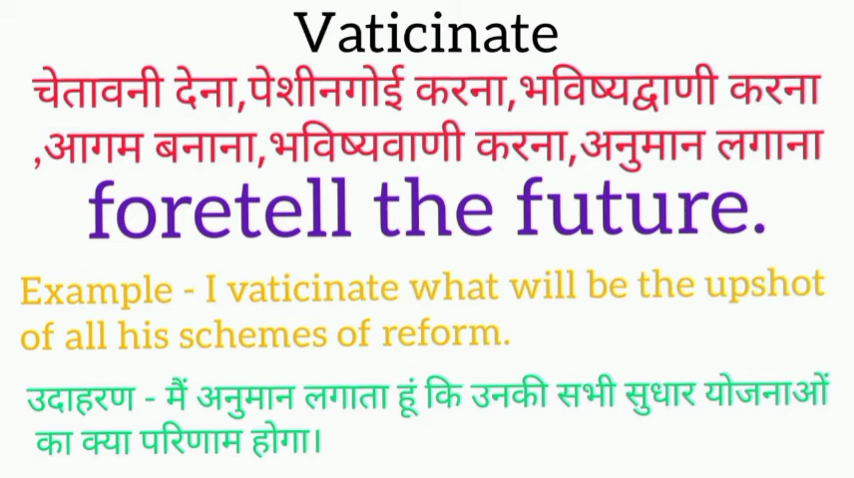 Vaticinate
चेतावनी देना,पेशीनगोई करना,भविष्यद्वाणी करना
,आगम बनाना,भविष्यवाणी करना,अनुमान लगाना
foretell the future.
Example - I vaticinate what will be the upshot
of all his schemes of reform.
उदाहरण - मैं अनुमान लगाता हूं कि उनकी सभी सुधार योजनाओं
का क्या परिणाम होगा।